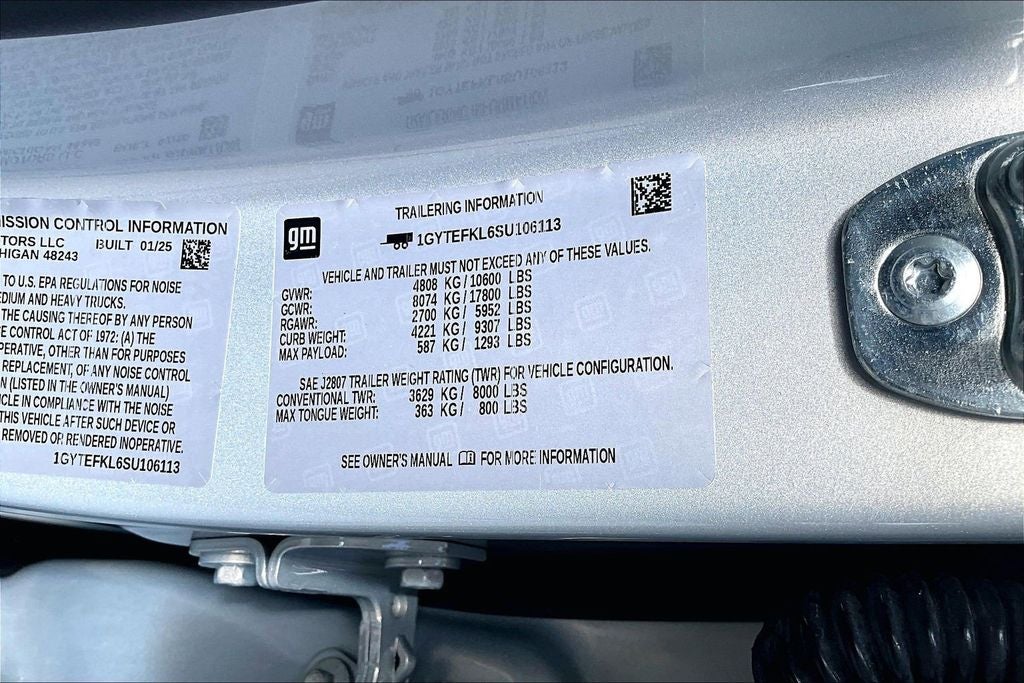 ISSION CONTROL INFORMATION
TORS LLC BUILT 01/25
HIGAN 48243
TO U.S. EPA REGULATIONS FOR NOISE
EDIUM AND HEAVY TRUCKS.
THE CAUSING THEREOF BY ANY PERSON
E CONTROL ACT OF 1972: (A) THE
PERATIVE, OTHER THAN FOR PURPOSES
REPLACEMENT, OF ANY NOISE CONTROL
N (LISTED IN THE OWNER'S MANUAL)
ICLE IN COMPLIANCE WITH THE NOISE
THIS VEHICLE AFTER SUCH DEVICE OR
REMOVED OR RENDERED INOPERATIVE.
1GYTEFKL6SU106113
gm
TRAILERING INFORMATION
1GYTEFKL6SU106113
VEHICLE AND TRAILER MUST NOT EXCEED ANY OF THESE VALUES.
GVWR: 4808 KG / 10600 LBS
GCWR: 8074 KG / 17800 LBS
RGAWR: 2700 KG / 5952 LBS
CURB WEIGHT: 4221 KG / 9307 LBS
MAX PAYLOAD: 587 KG / 1293 LBS
SAE J2807 TRAILER WEIGHT RATING (TWR) FOR VEHICLE CONFIGURATION.
CONVENTIONAL TWR: 3629 KG / 8000 LBS
MAX TONGUE WEIGHT: 363 KG / 800 LBS
SEE OWNER'S MANUAL FOR MORE INFORMATION